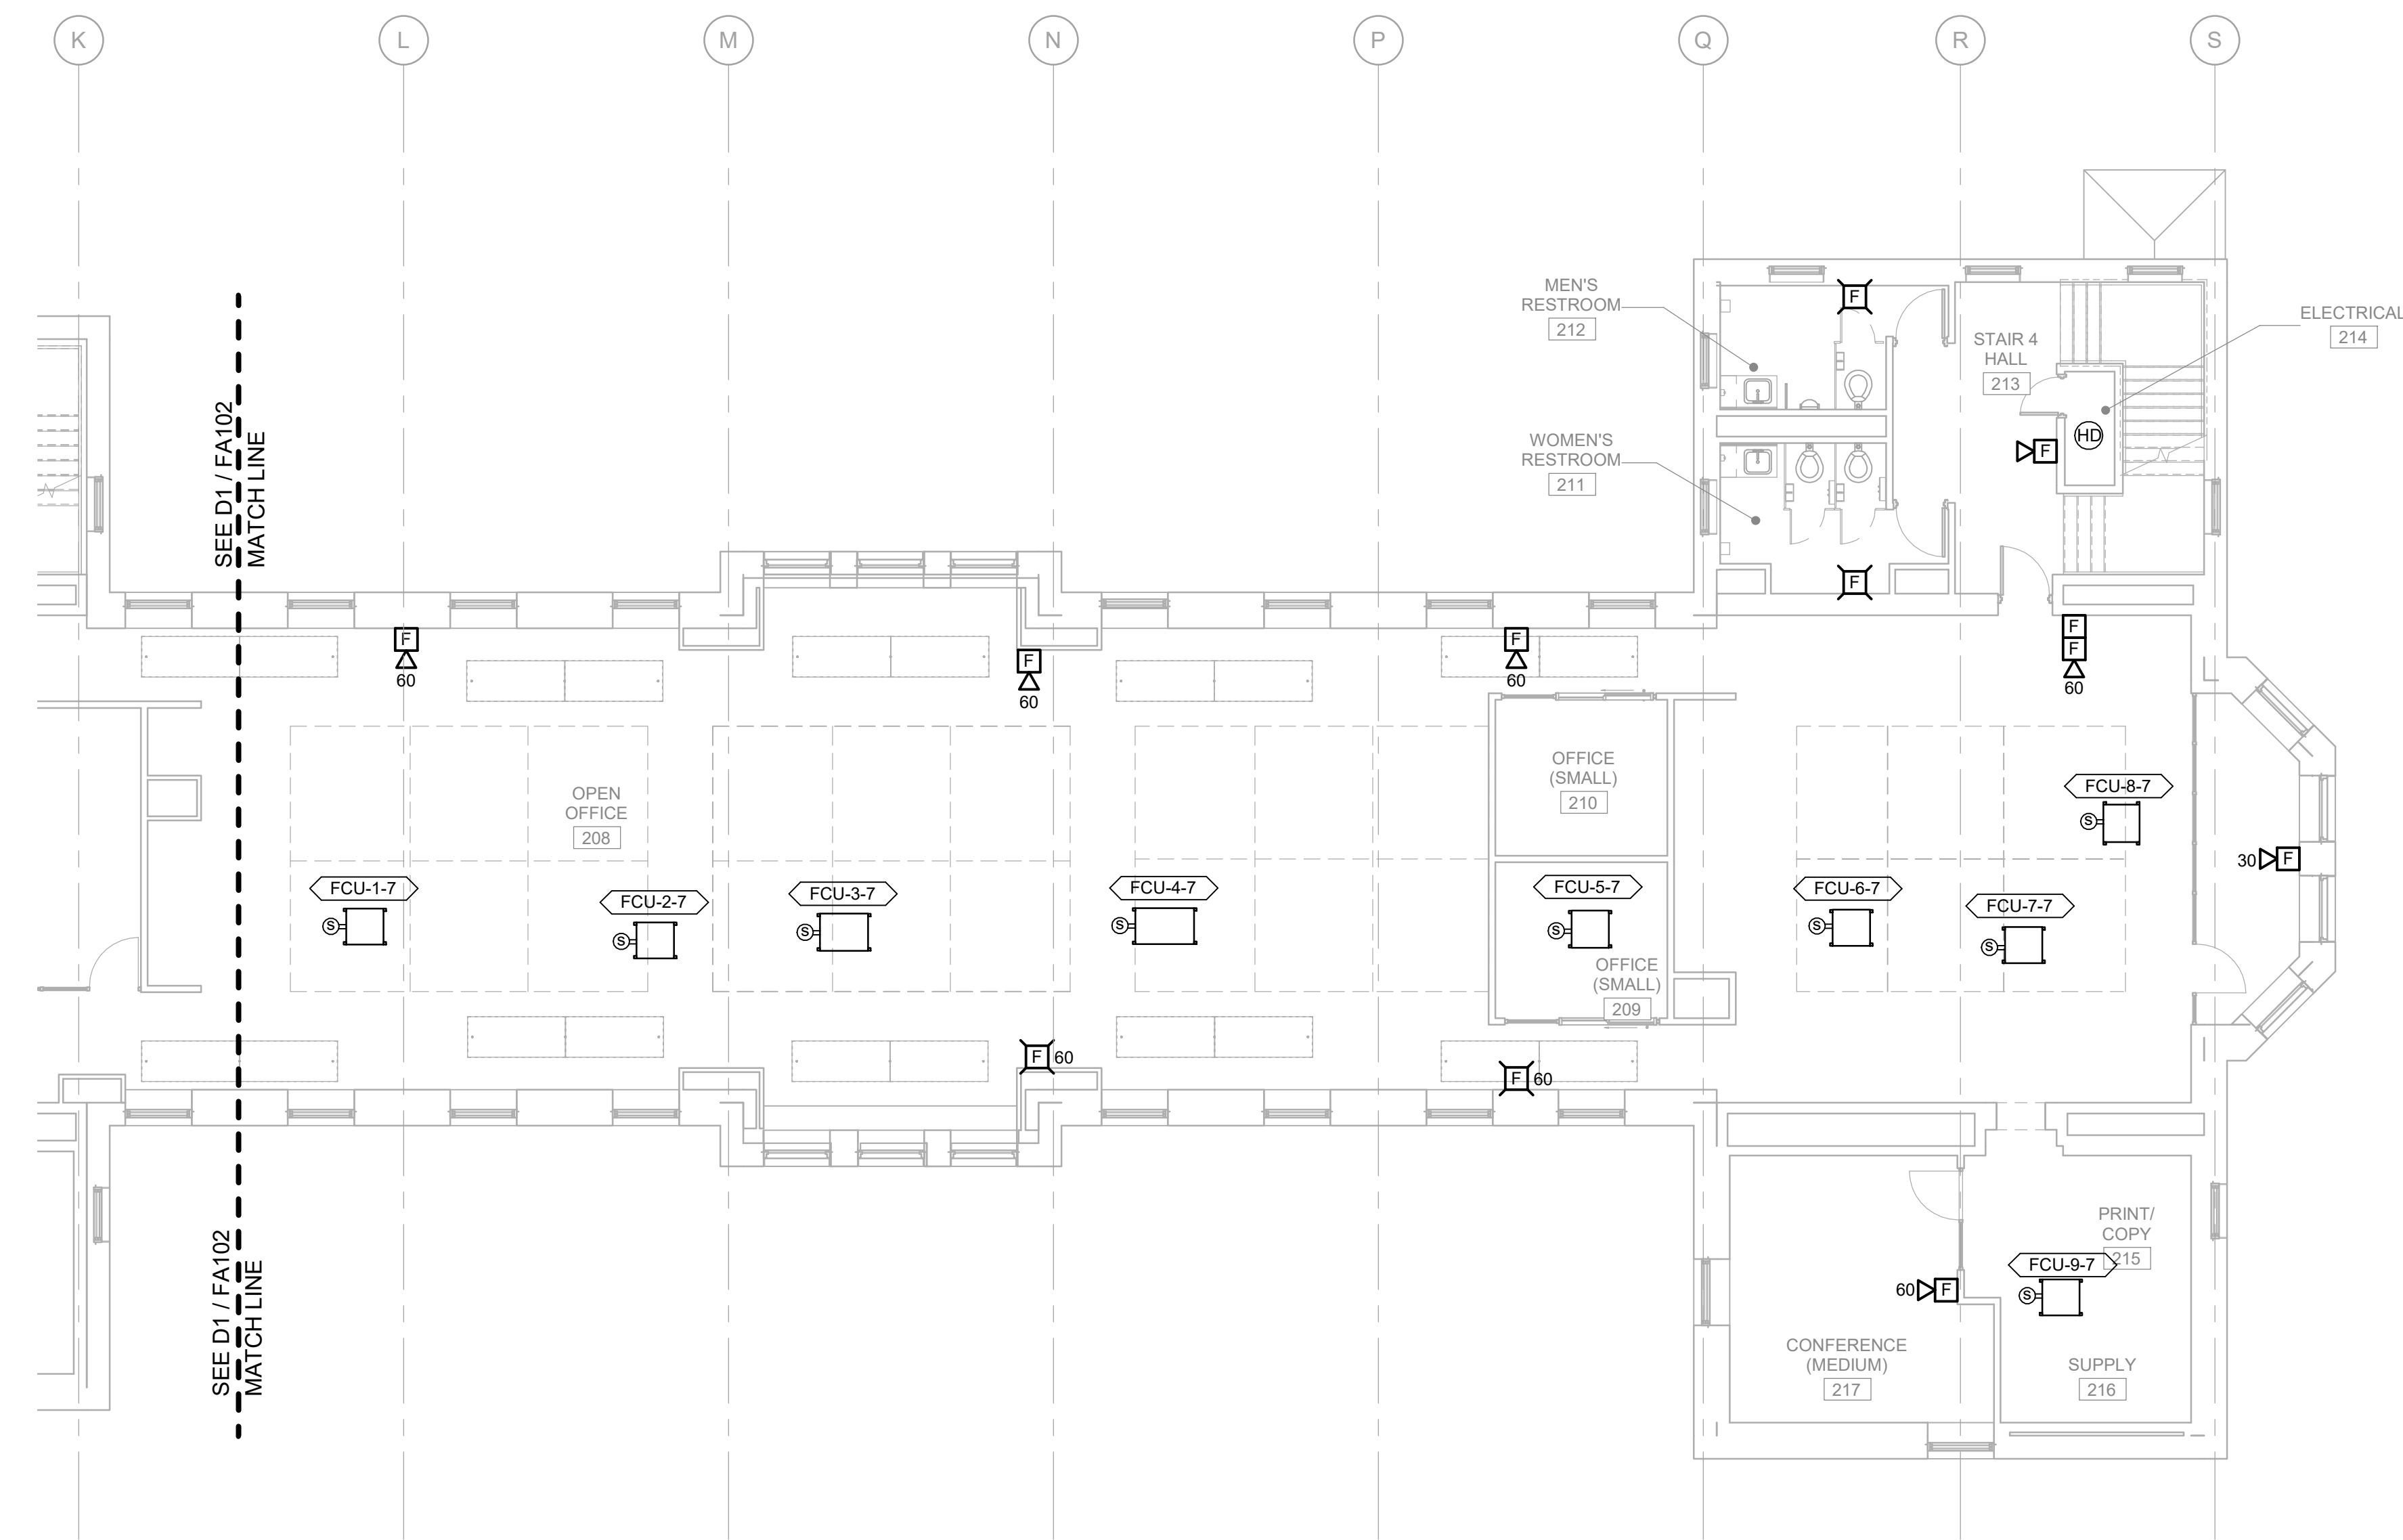 K
L
M
N
P
Q
R
S
MEN'S
RESTROOM
212
F
STAIR 4
HALL
213
ELECTRICAL
214
WOMEN'S
RESTROOM
211
HD
F
F
SEE D1 / FA102
MATCH LINE
F
60
F
60
F
60
F
F
60
OPEN
OFFICE
208
OFFICE
(SMALL)
210
FCU-8-7
S
30
F
FCU-1-7
S
FCU-2-7
S
FCU-3-7
S
FCU-4-7
S
FCU-5-7
S
FCU-6-7
S
FCU-7-7
S
OFFICE
(SMALL)
209
F 60
F 60
SEE D1 / FA102
MATCH LINE
PRINT/
COPY
215
FCU-9-7
S
60 F
CONFERENCE
(MEDIUM)
217
SUPPLY
216